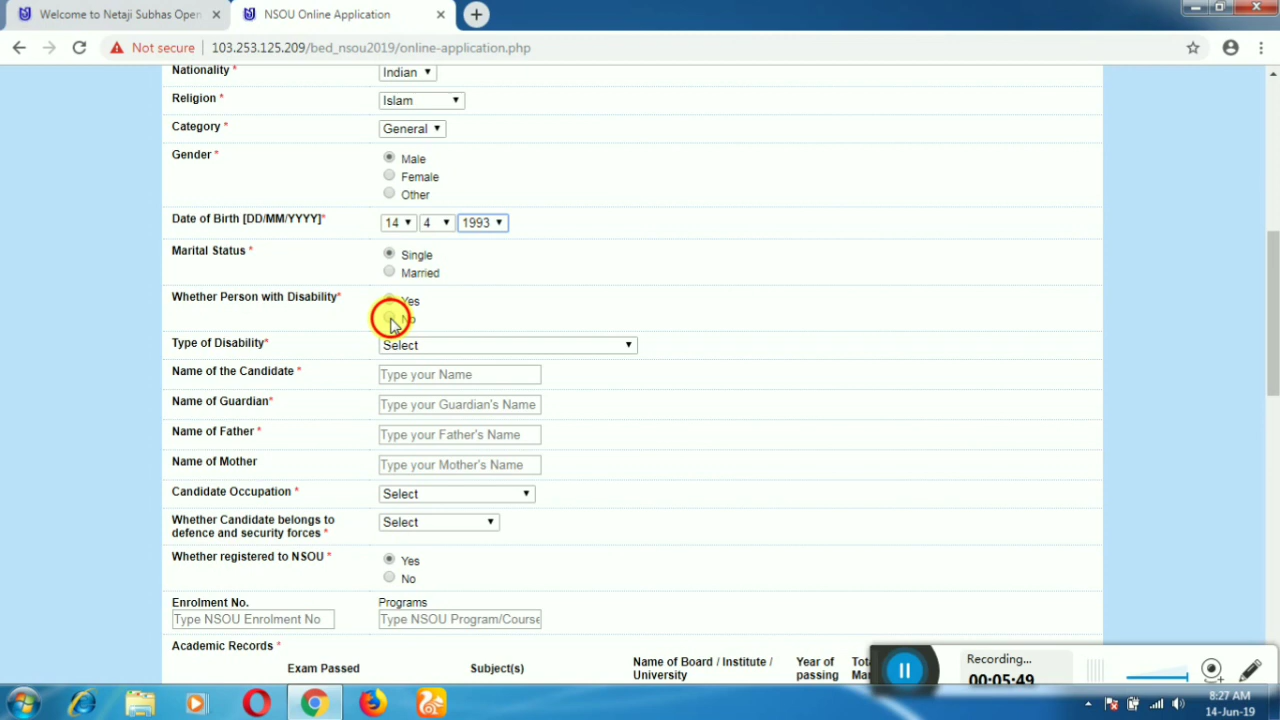 Welcome to Netaji Subhas Open
NSOU Online Application
Not secure
103.253.125.209/bed_nsou2019/online-application.php
Nationality *
Indian
Religion *
Islam
Category *
General
Gender *
Male
Female
Other
Date of Birth [DD/MM/YYYY]*
14 4 1993
Marital Status *
Single
Married
Whether Person with Disability*
Yes
No
Type of Disability*
Select
Name of the Candidate *
Type your Name
Name of Guardian*
Type your Guardian's Name
Name of Father *
Type your Father's Name
Name of Mother
Type your Mother's Name
Candidate Occupation *
Select
Whether Candidate belongs to
defence and security forces *
Select
Whether registered to NSOU *
Yes
No
Enrolment No.
Programs
Type NSOU Enrolment No
Type NSOU Program/Course
Academic Records *
Exam Passed
Subject(s)
Name of Board / Institute /
University
Year of
passing
Recording...
00:05:49
8:27 AM
14-Jun-19